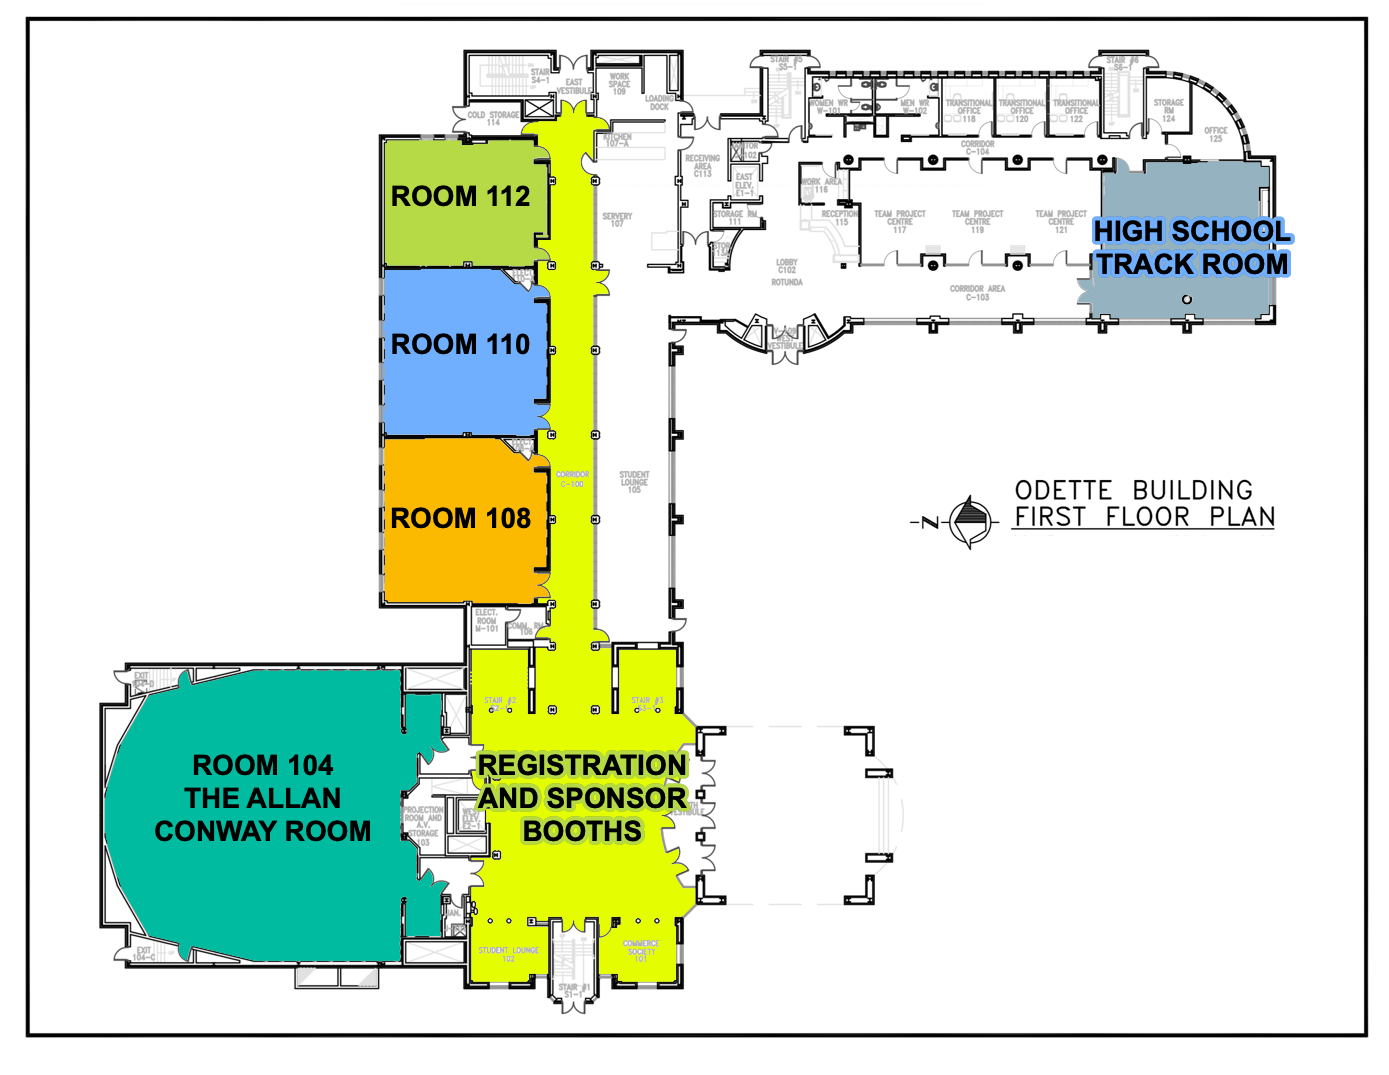 STAIR
S4-1
EAST
VESTIBULE
WORK
SPACE
109
LOADING
DOCK
COLD STORAGE
114
KITCHEN
107-A
RECEIVING
AREA
C113
EAST
ELEV.
E1-1
STORAGE RM.
111
SERVERY
107
STAIR #5
S5-1
WOMEN WR
W-101
MEN WR
W-102
TRANSITIONAL
OFFICE
118
TRANSITIONAL
OFFICE
120
TRANSITIONAL
OFFICE
122
STAIR #6
S6-1
STORAGE
RM
124
OFFICE
125
CORRIDOR
C-104
WORK AREA
116
RECEPTION
115
TEAM PROJECT
CENTRE
117
TEAM PROJECT
CENTRE
119
TEAM PROJECT
CENTRE
121
HIGH SCHOOL
TRACK ROOM
LOBBY
C102
ROTUNDA
CORRIDOR AREA
C-103
WEST
VESTIBULE
ROOM 112
ROOM 110
ROOM 108
CORRIDOR
C-100
STUDENT
LOUNGE
105
ODETTE BUILDING
FIRST FLOOR PLAN
N
ELECT.
ROOM
M-101
COMM. RM
106
STAIR #2
STAIR #3
EXIT
104-D
ROOM 104
THE ALLAN
CONWAY ROOM
PROJECTION
ROOM AND
A.V.
STORAGE
103
WEST
ELEV.
E2-1
REGISTRATION
AND SPONSOR
BOOTHS
EXIT
104-C
STUDENT LOUNGE
102
COMMERCE
SOCIETY
101
STAIR #1
S1-1